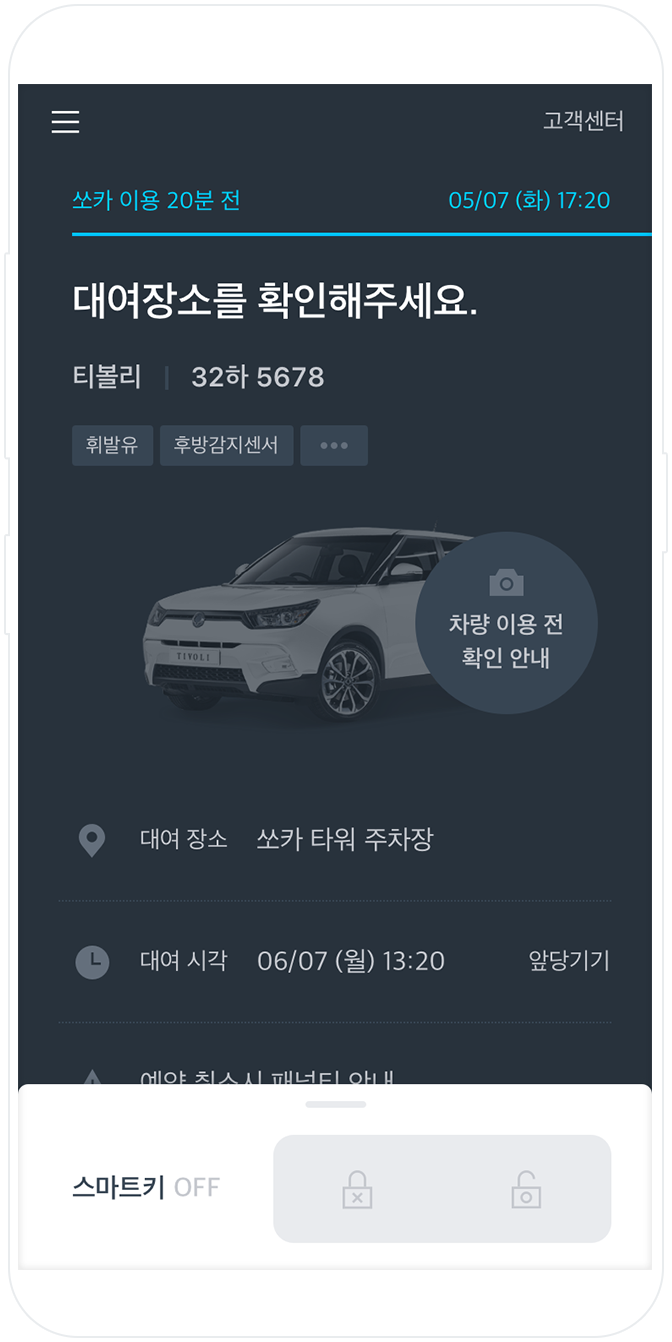 고객센터
쏘카 이용 20분 전 05/07 (화) 17:20
대여장소를 확인해주세요.
티볼리 32하 5678
휘발유 후방감지센서
TIVOLI
차량 이용 전
확인 안내
대여 장소 쏘카 타워 주차장
대여 시각 06/07 (월) 13:20 앞당기기
예약 취소시 패널티 안내
스마트키 OFF